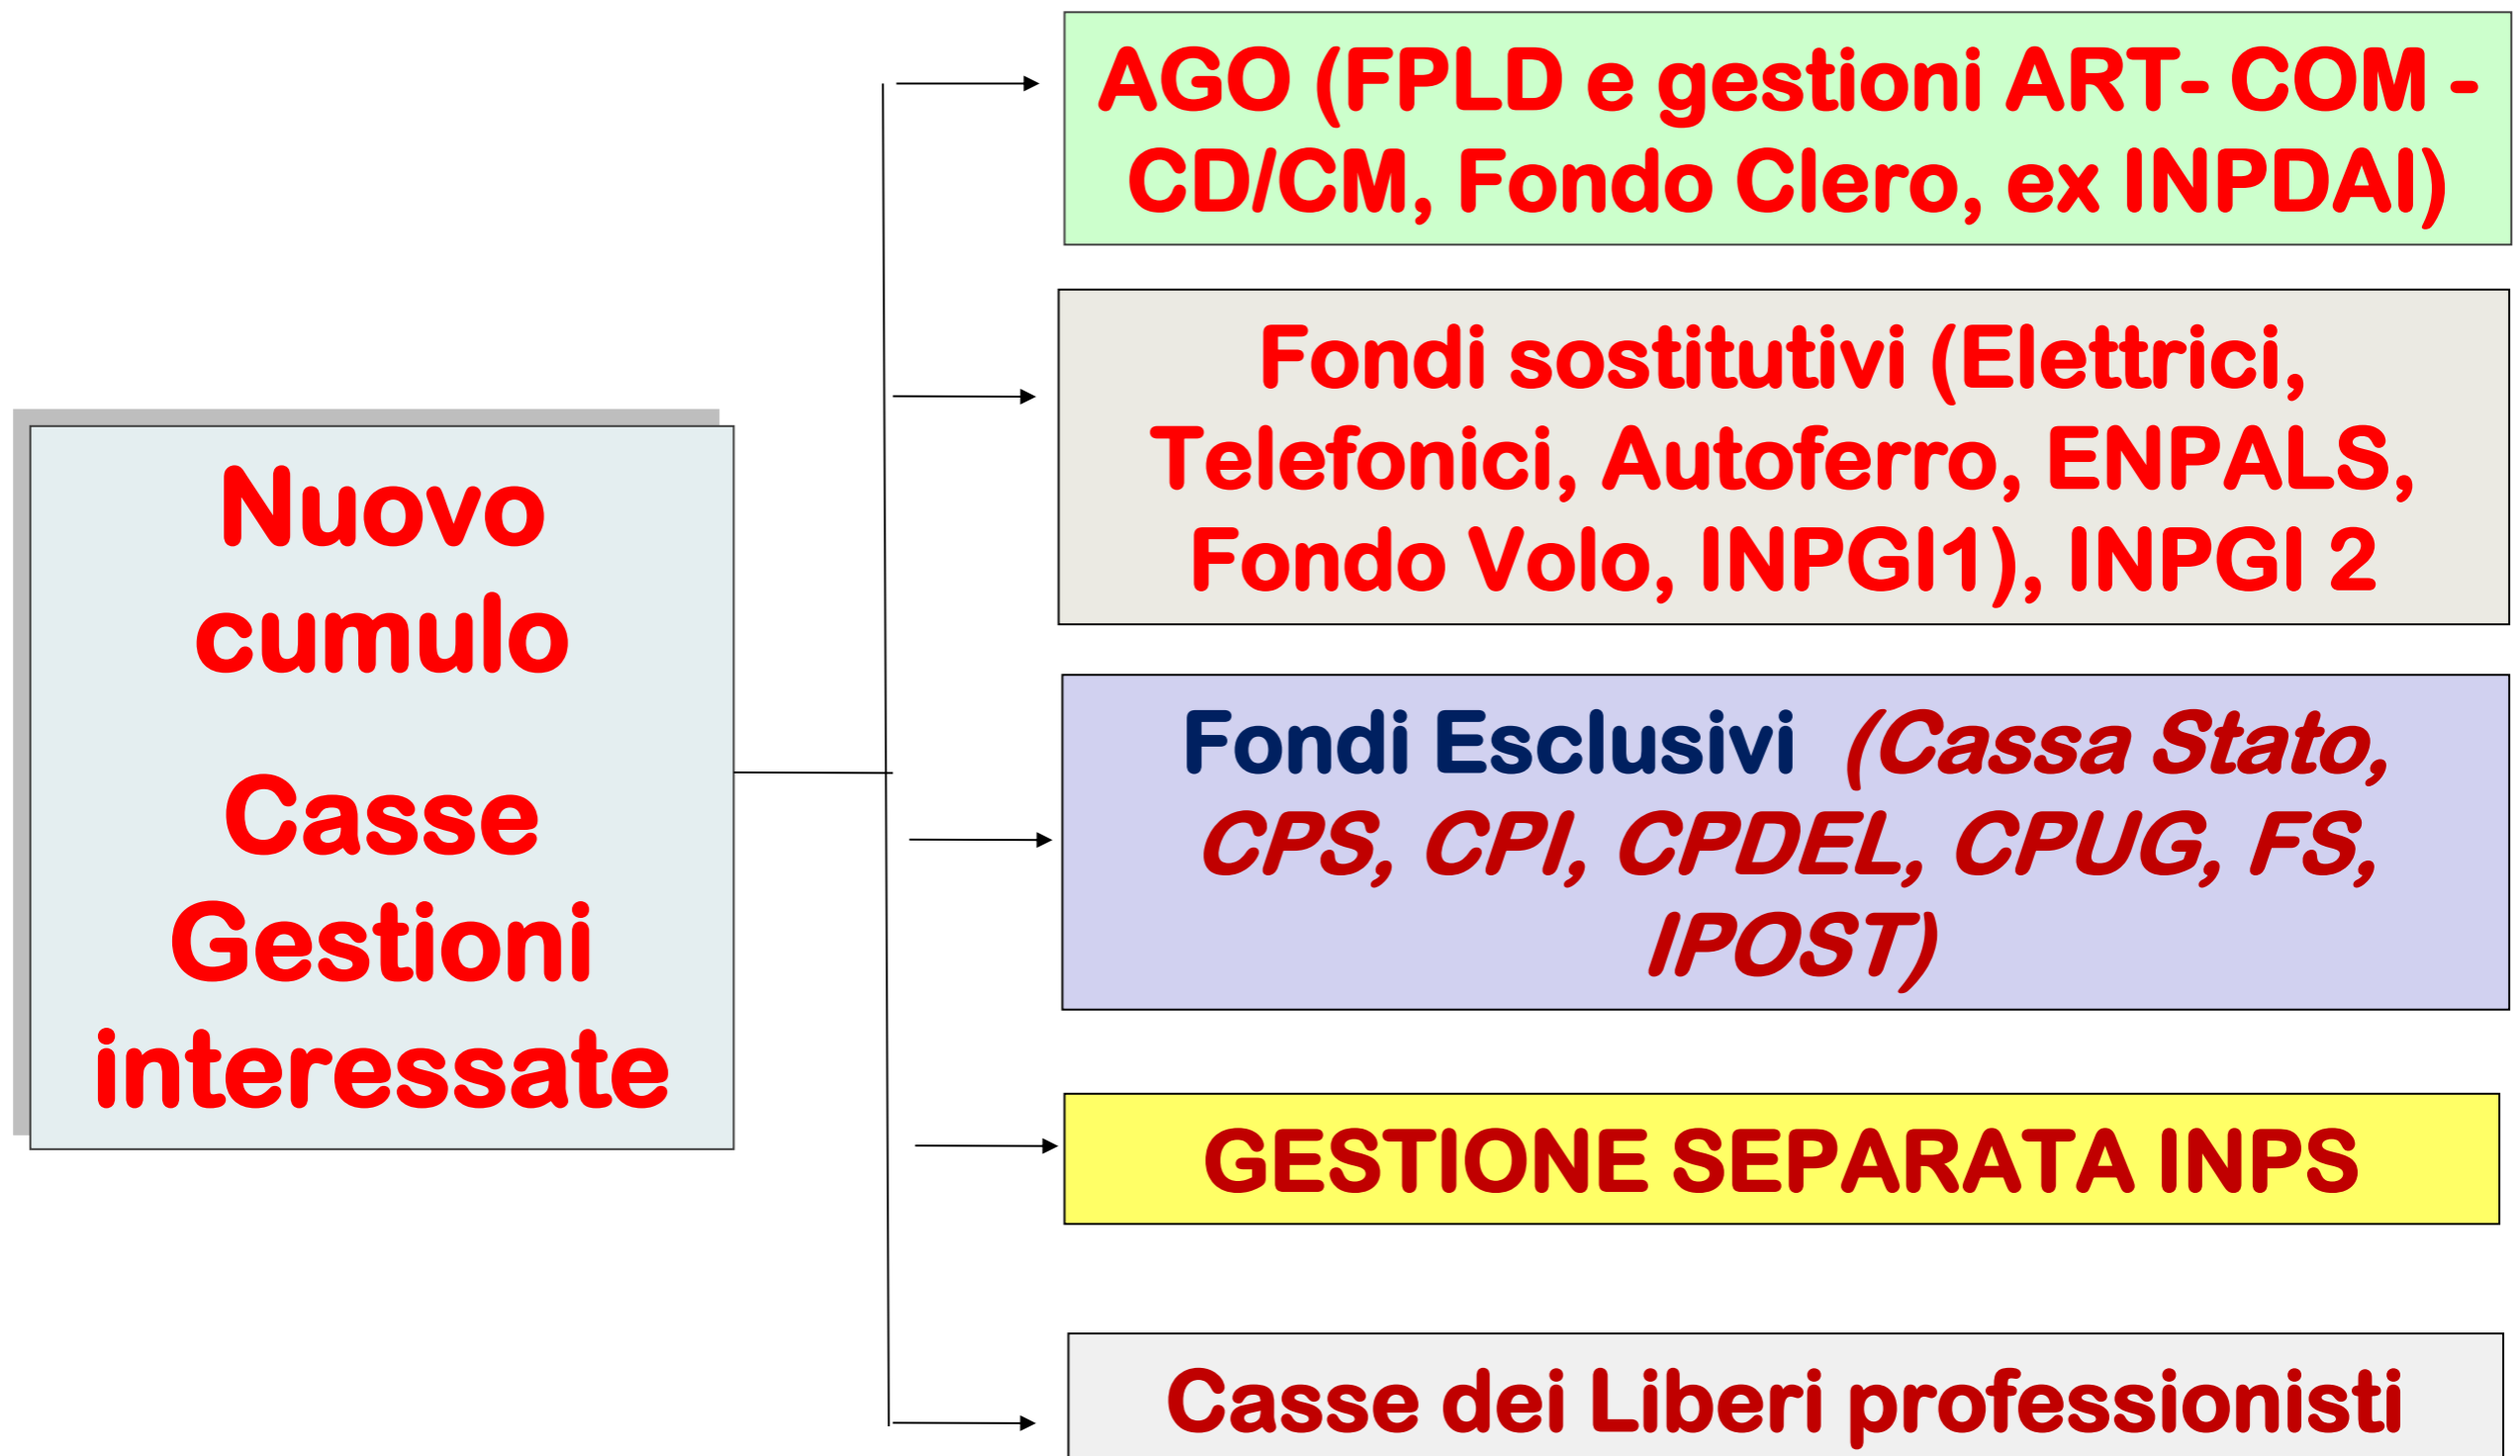 Nuovo
cumulo
Casse
Gestioni
interessate
AGO (FPLD e gestioni ART- COM -
CD/CM, Fondo Clero, ex INPDAI)
Fondi sostitutivi (Elettrici,
Telefonici, Autoferro, ENPALS,
Fondo Volo, INPGI1), INPGI 2
Fondi Esclusivi (Cassa Stato,
CPS, CPI, CPDEL, CPUG, FS,
IPOST)
GESTIONE SEPARATA INPS
Casse dei Liberi professionisti